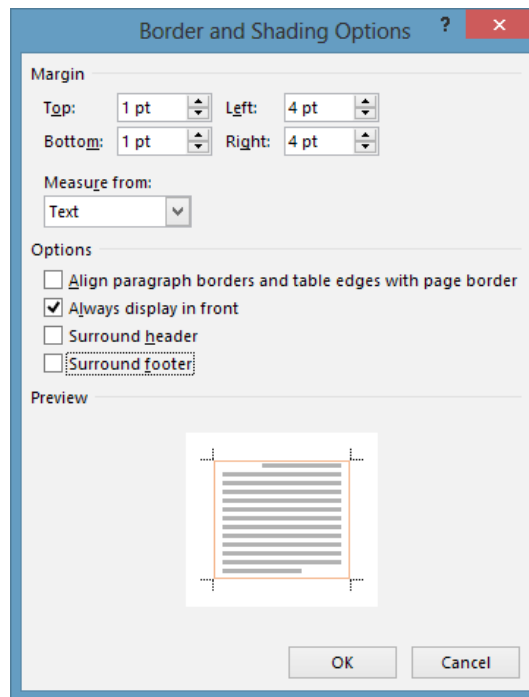 Border and Shading Options ?
Margin
Top: 1 pt Left: 4 pt
Bottom: 1 pt Right: 4 pt
Measure from:
Text
Options
Align paragraph borders and table edges with page border
Always display in front
Surround header
Surround footer
Preview
OK Cancel